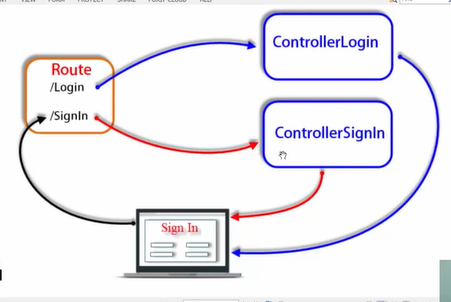 Route
/Login
/SignIn
ControllerLogin
ControllerSignIn
Sign In